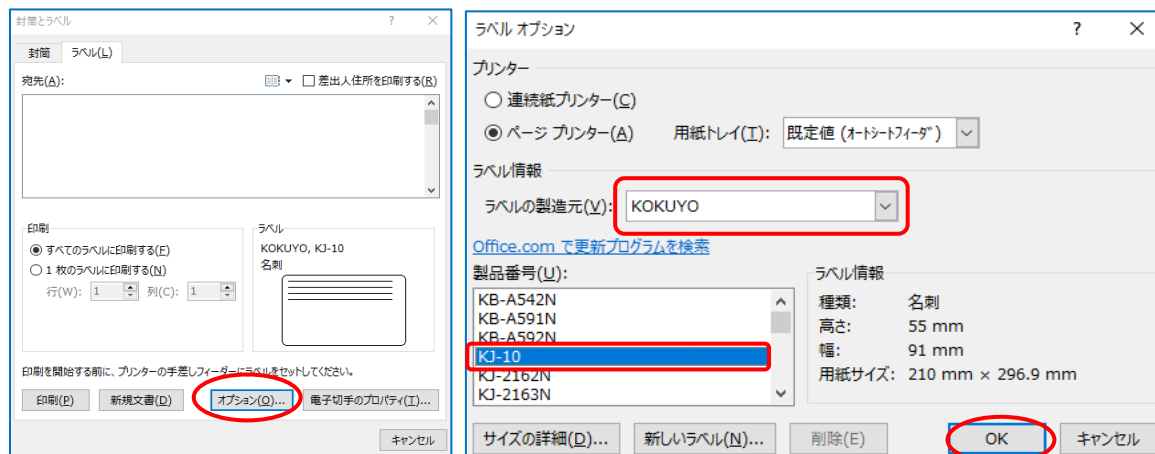 封筒とラベル ? ×
封筒 ラベル(L)
宛先(A): 差出人住所を印刷する(R)
印刷
すべてのラベルに印刷する(F)
1 枚のラベルに印刷する(N)
行(W): 1 列(C): 1
ラベル
KOKUYO, KJ-10
名刺
印刷を開始する前に、プリンターの手差しフィーダーにラベルをセットしてください。
印刷(P) 新規文書(D) オプション(O)... 電子切手のプロパティ(T)...
キャンセル
ラベル オプション ? ×
プリンター
連続紙プリンター(C)
ページ プリンター(A) 用紙トレイ(T): 既定値 (オートシートフィーダ)
ラベル情報
ラベルの製造元(V): KOKUYO
Office.com で更新プログラムを検索
製品番号(U):
KB-A542N
KB-A591N
KB-A592N
KJ-10
KJ-2162N
KJ-2163N
ラベル情報
種類: 名刺
高さ: 55 mm
幅: 91 mm
用紙サイズ: 210 mm × 296.9 mm
サイズの詳細(D)... 新しいラベル(N)... 削除(E) OK キャンセル